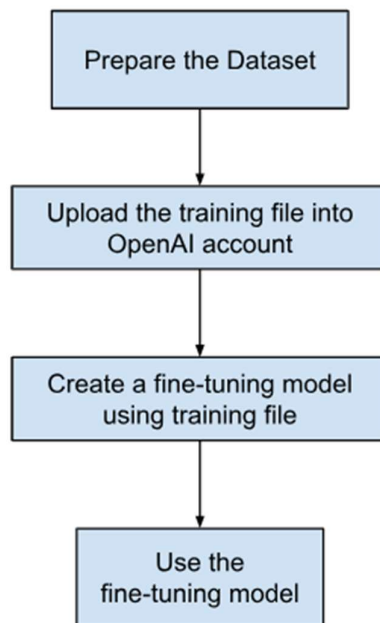 Prepare the Dataset
Upload the training file into
OpenAI account
Create a fine-tuning model
using training file
Use the
fine-tuning model